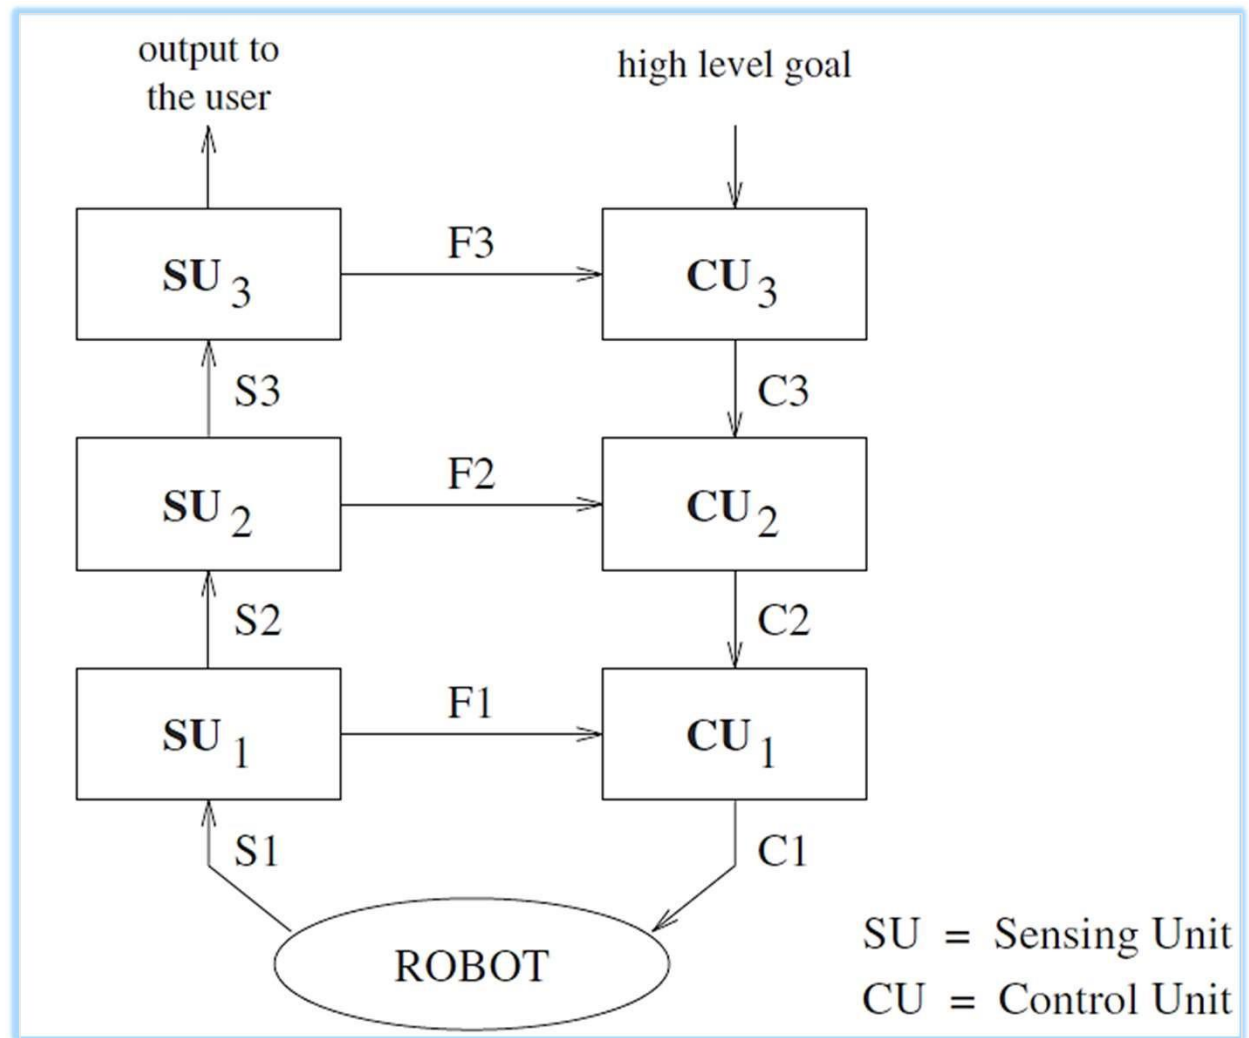 output to
the user
high level goal
SU 3
F3
CU 3
S3
C3
SU 2
F2
CU 2
S2
C2
SU 1
F1
CU 1
S1
C1
ROBOT
SU = Sensing Unit
CU = Control Unit